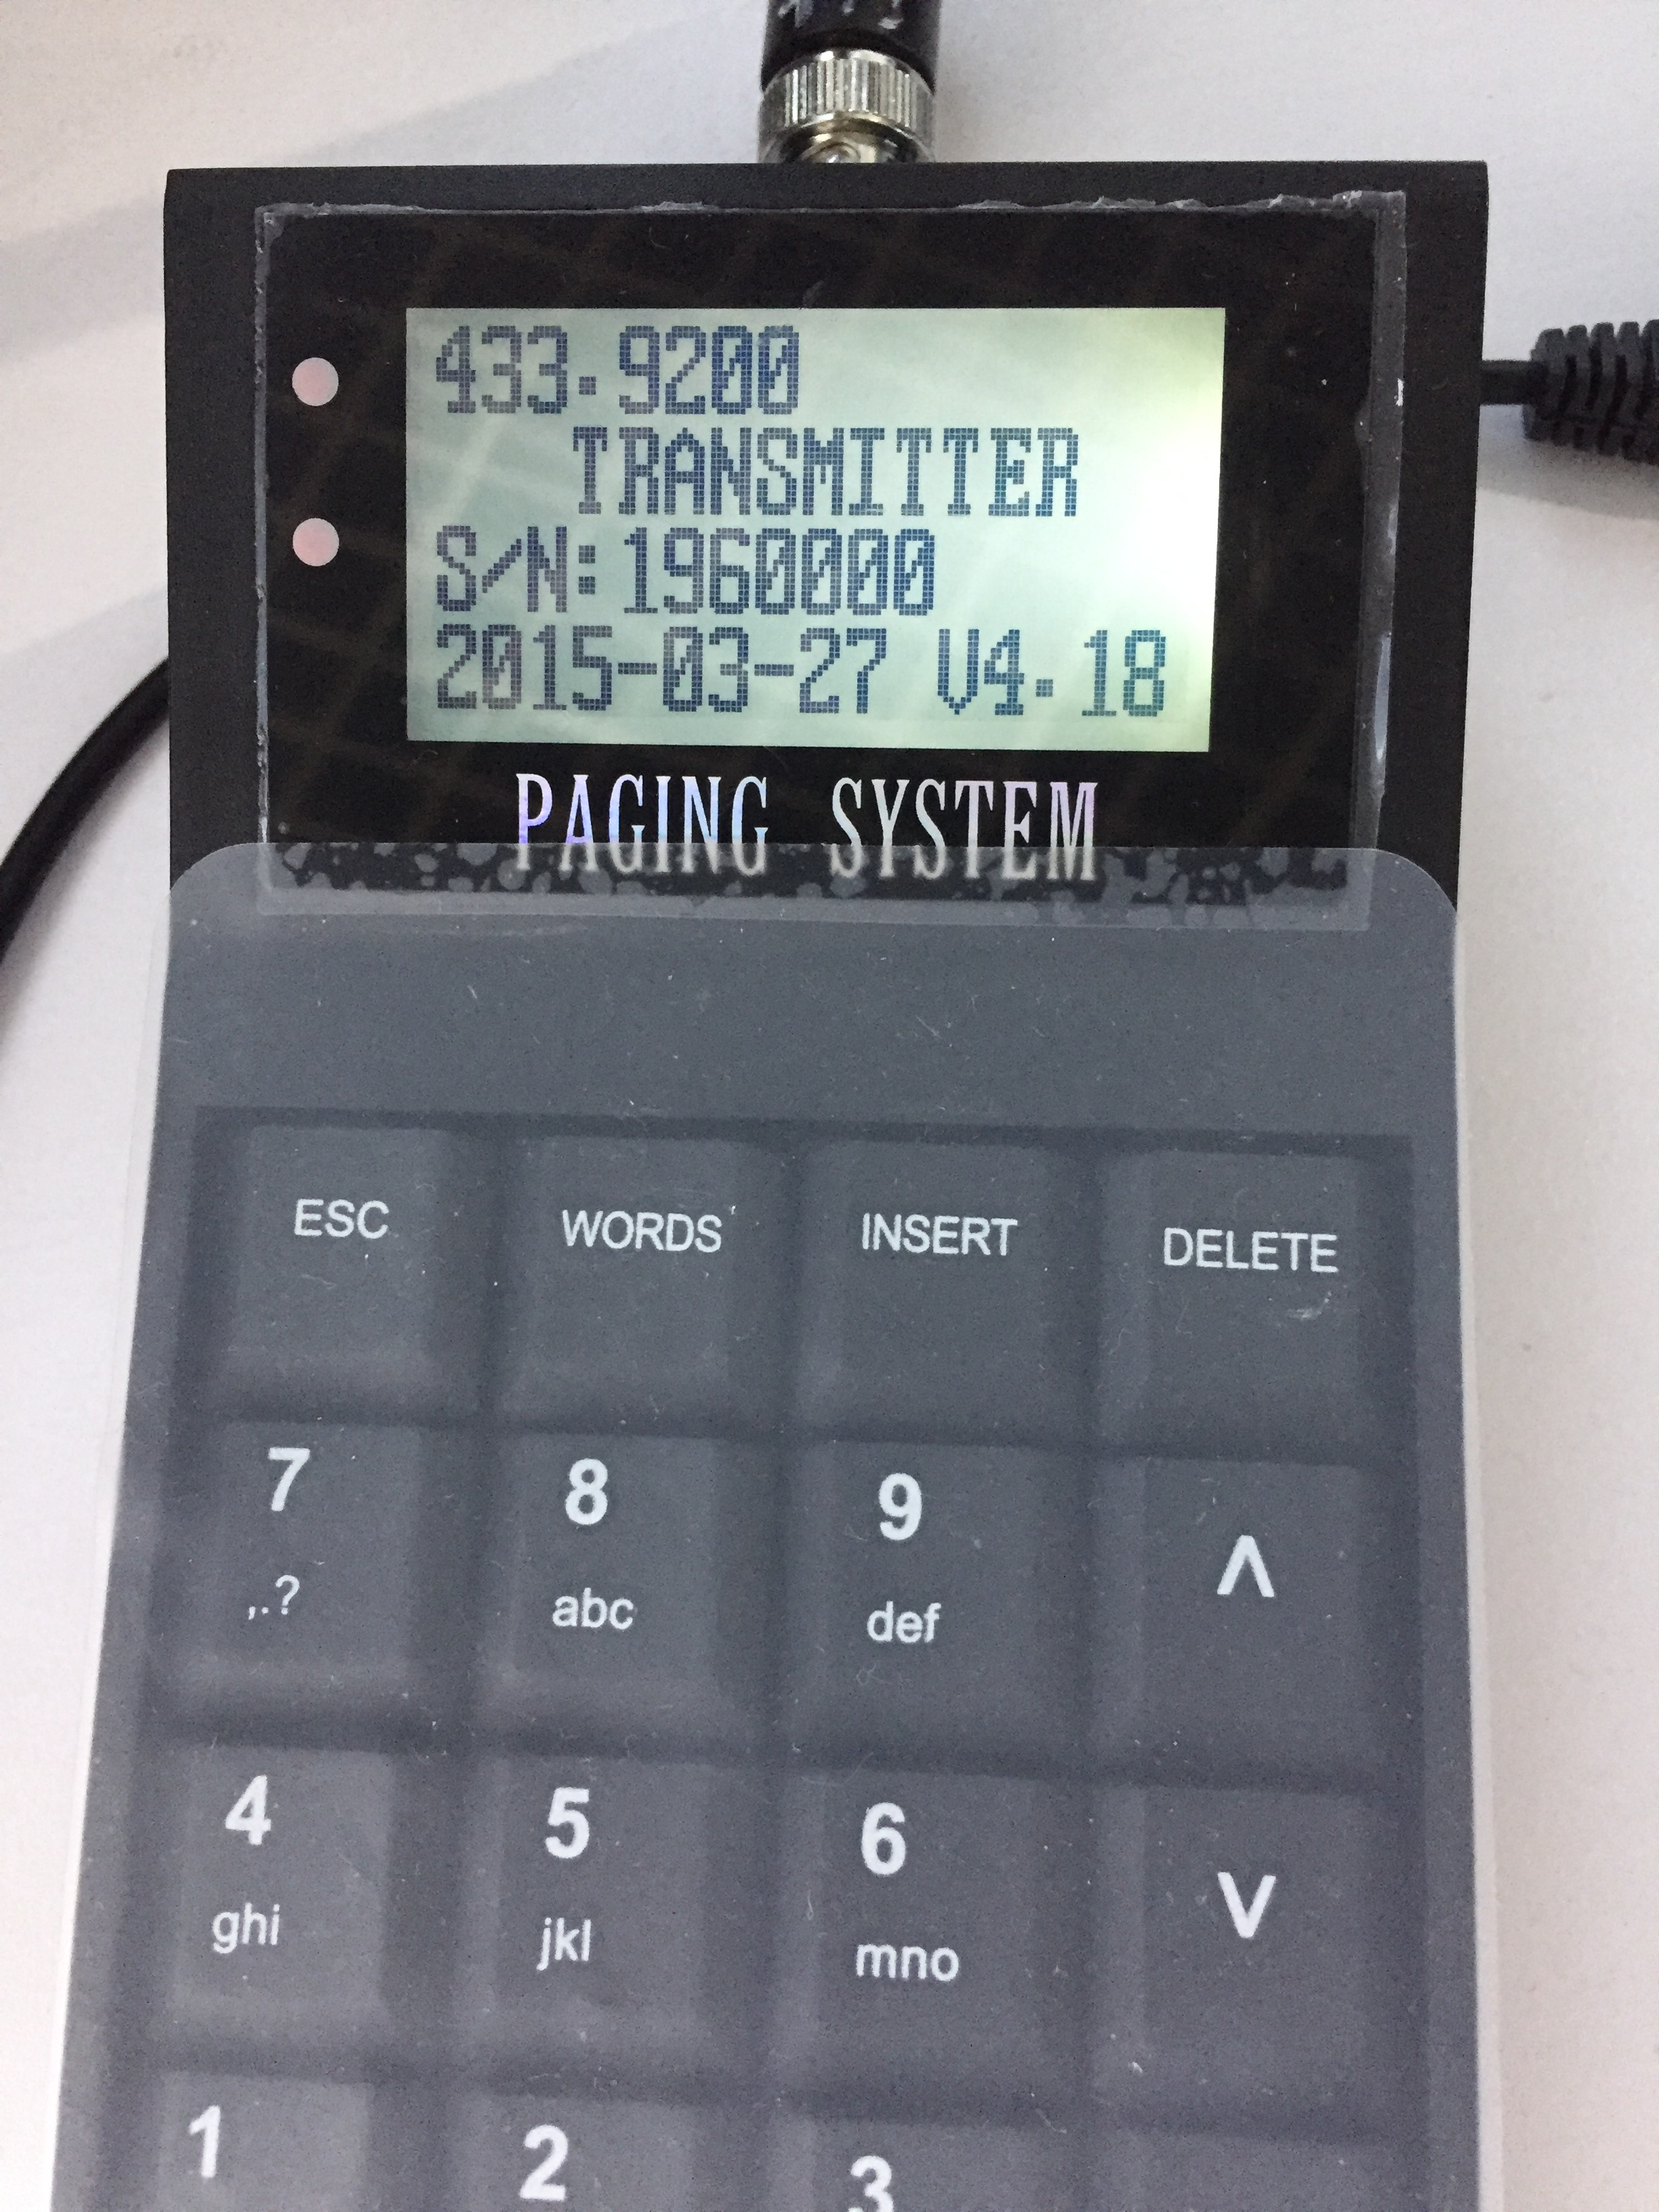 433.9200
TRANSMITTER
S/N:1960000
2015-03-27 V4.18
PAGING SYSTEM
ESC WORDS INSERT DELETE
7 8 9 ʌ
,.? abc def
4 5 6 v
ghi jkl mno
1 2 3